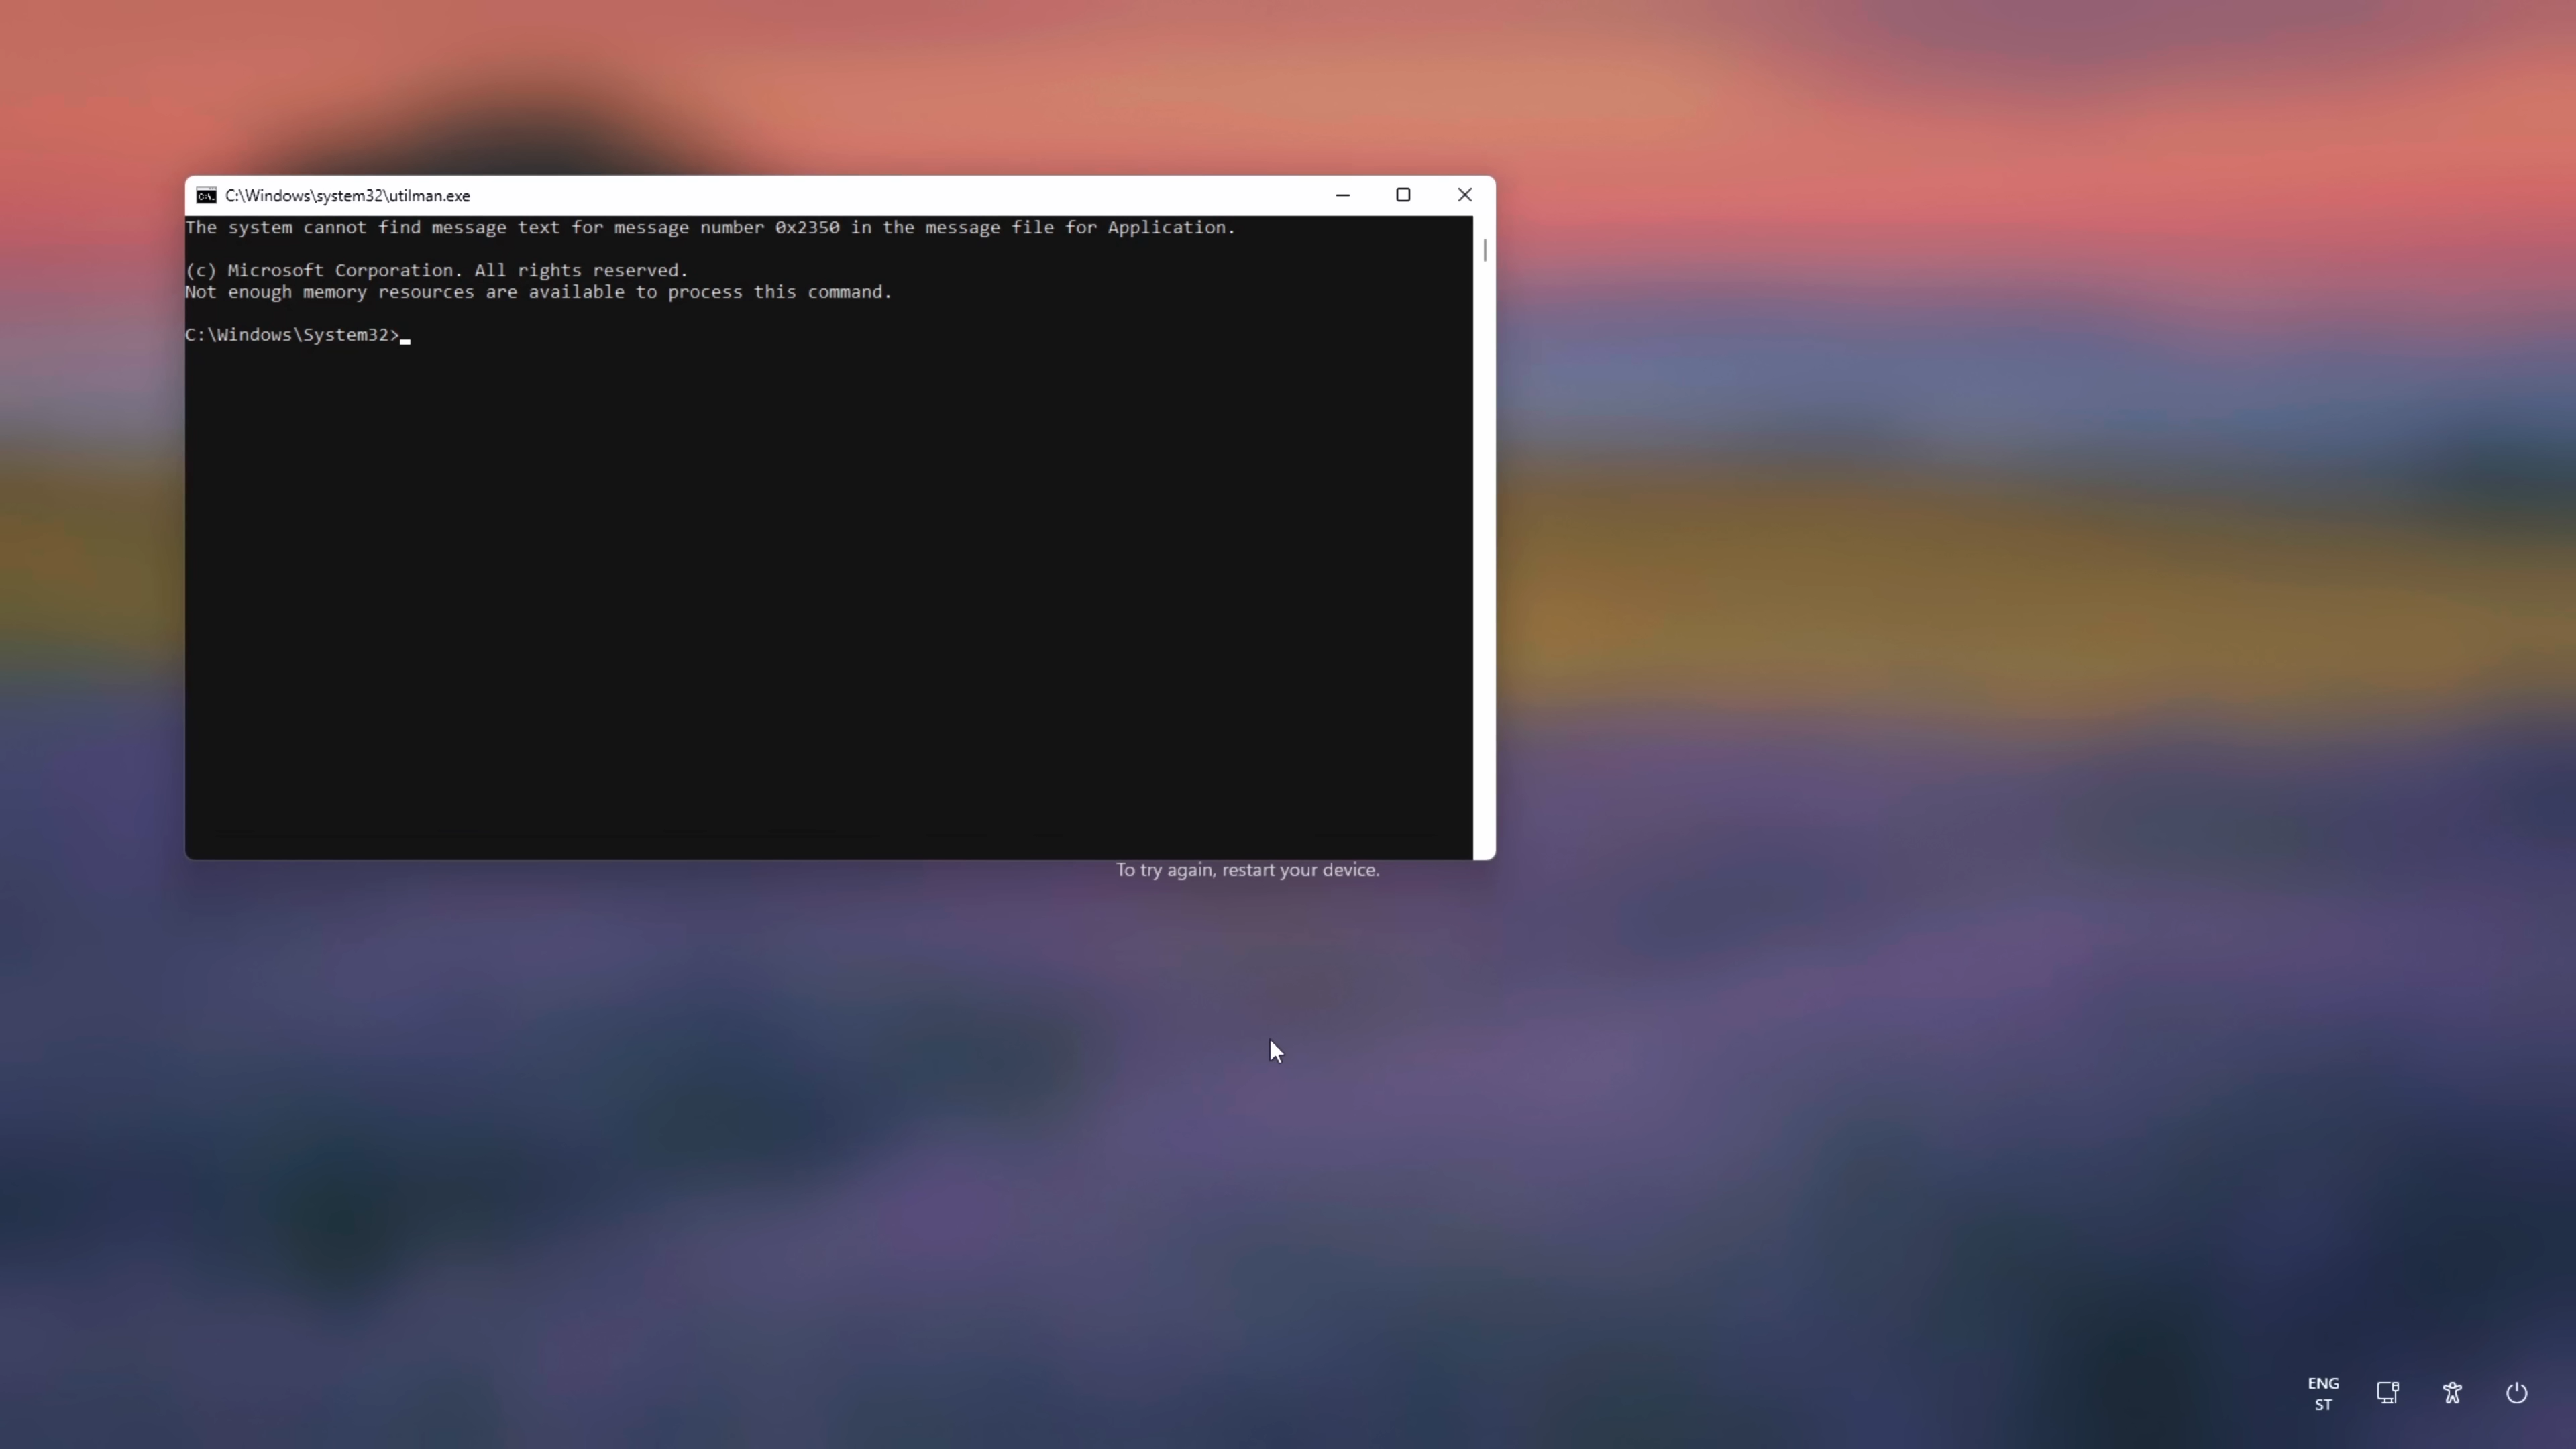 C:\Windows\system32\utilman.exe
The system cannot find message text for message number 0x2350 in the message file for Application.
(c) Microsoft Corporation. All rights reserved.
Not enough memory resources are available to process this command.
C:\Windows\System32>
To try again, restart your device.
ENG
ST